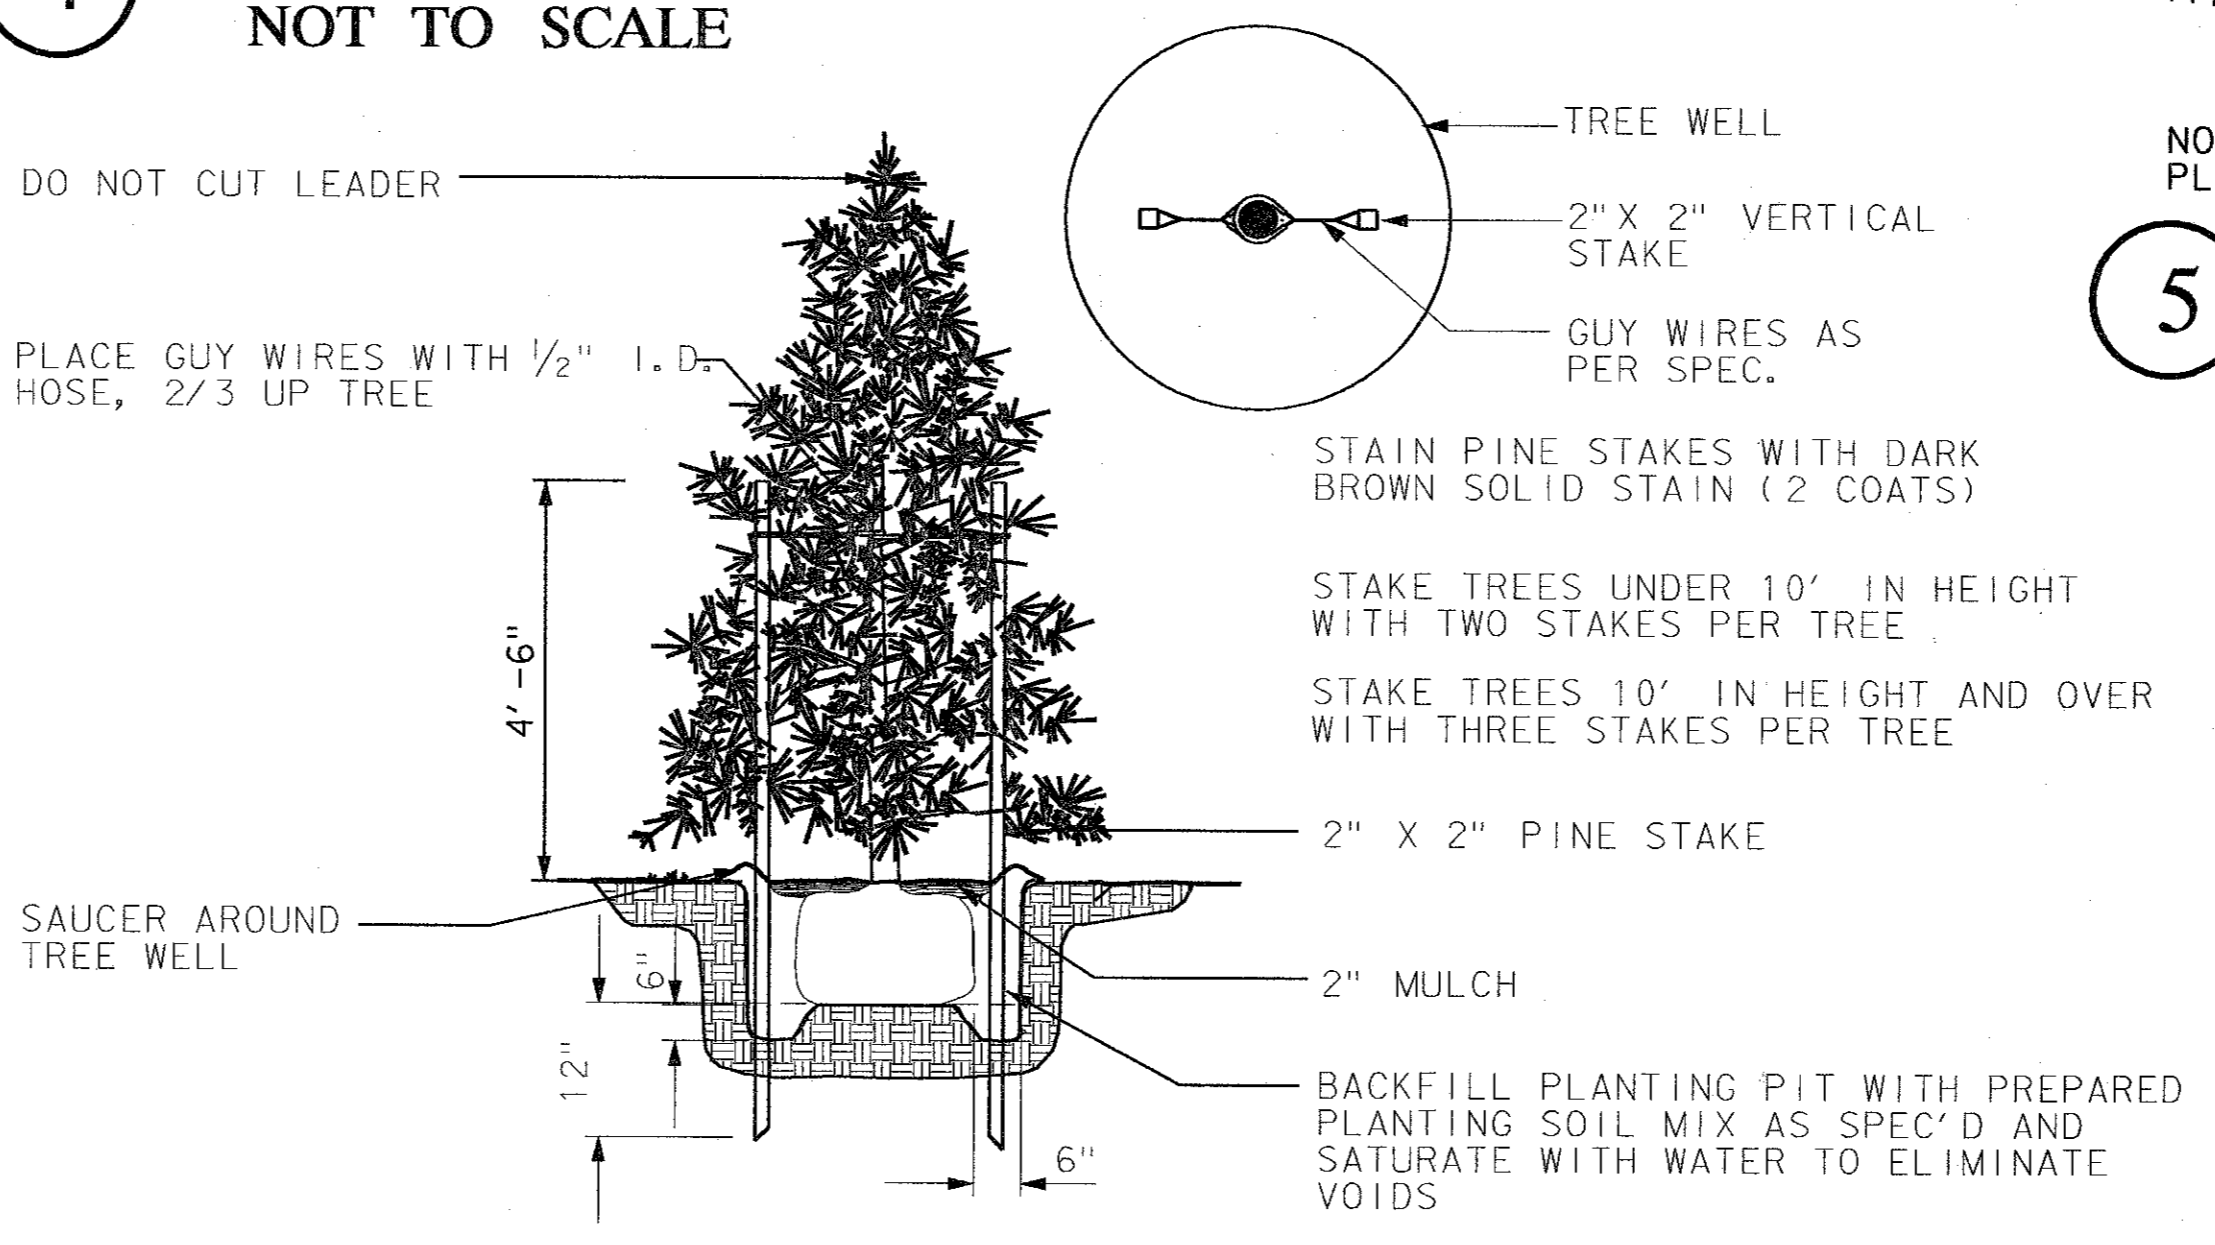 NOT TO SCALE
DO NOT CUT LEADER
PLACE GUY WIRES WITH 1/2" I.D.
HOSE, 2/3 UP TREE
4'-6"
SAUCER AROUND
TREE WELL
6"
12"
6"
TREE WELL
2"X 2" VERTICAL
STAKE
GUY WIRES AS
PER SPEC.
STAIN PINE STAKES WITH DARK
BROWN SOLID STAIN (2 COATS)
STAKE TREES UNDER 10' IN HEIGHT
WITH TWO STAKES PER TREE
STAKE TREES 10' IN HEIGHT AND OVER
WITH THREE STAKES PER TREE
2" X 2" PINE STAKE
2" MULCH
BACKFILL PLANTING PIT WITH PREPARED
PLANTING SOIL MIX AS SPEC'D AND
SATURATE WITH WATER TO ELIMINATE
VOIDS
NO
PL
5